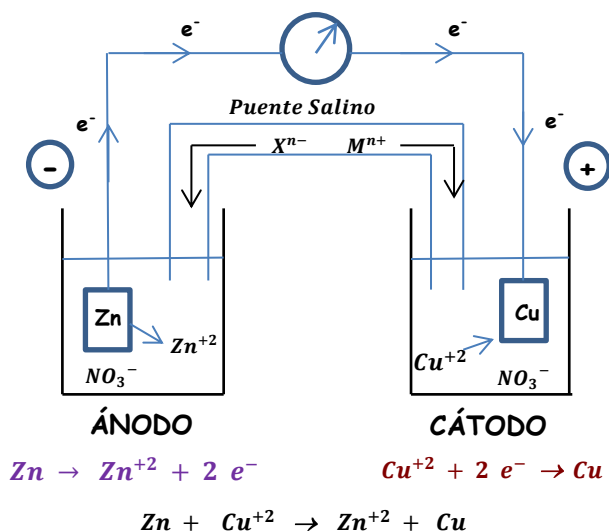 e⁻ e⁻
Puente Salino
e⁻ e⁻
Xⁿ⁻ Mⁿ⁺
- +
Zn Cu
Zn⁺² Cu⁺²
NO₃⁻ NO₃⁻
ÁNODO CÁTODO
Zn → Zn⁺² + 2 e⁻ Cu⁺² + 2 e⁻ → Cu
Zn + Cu⁺² → Zn⁺² + Cu